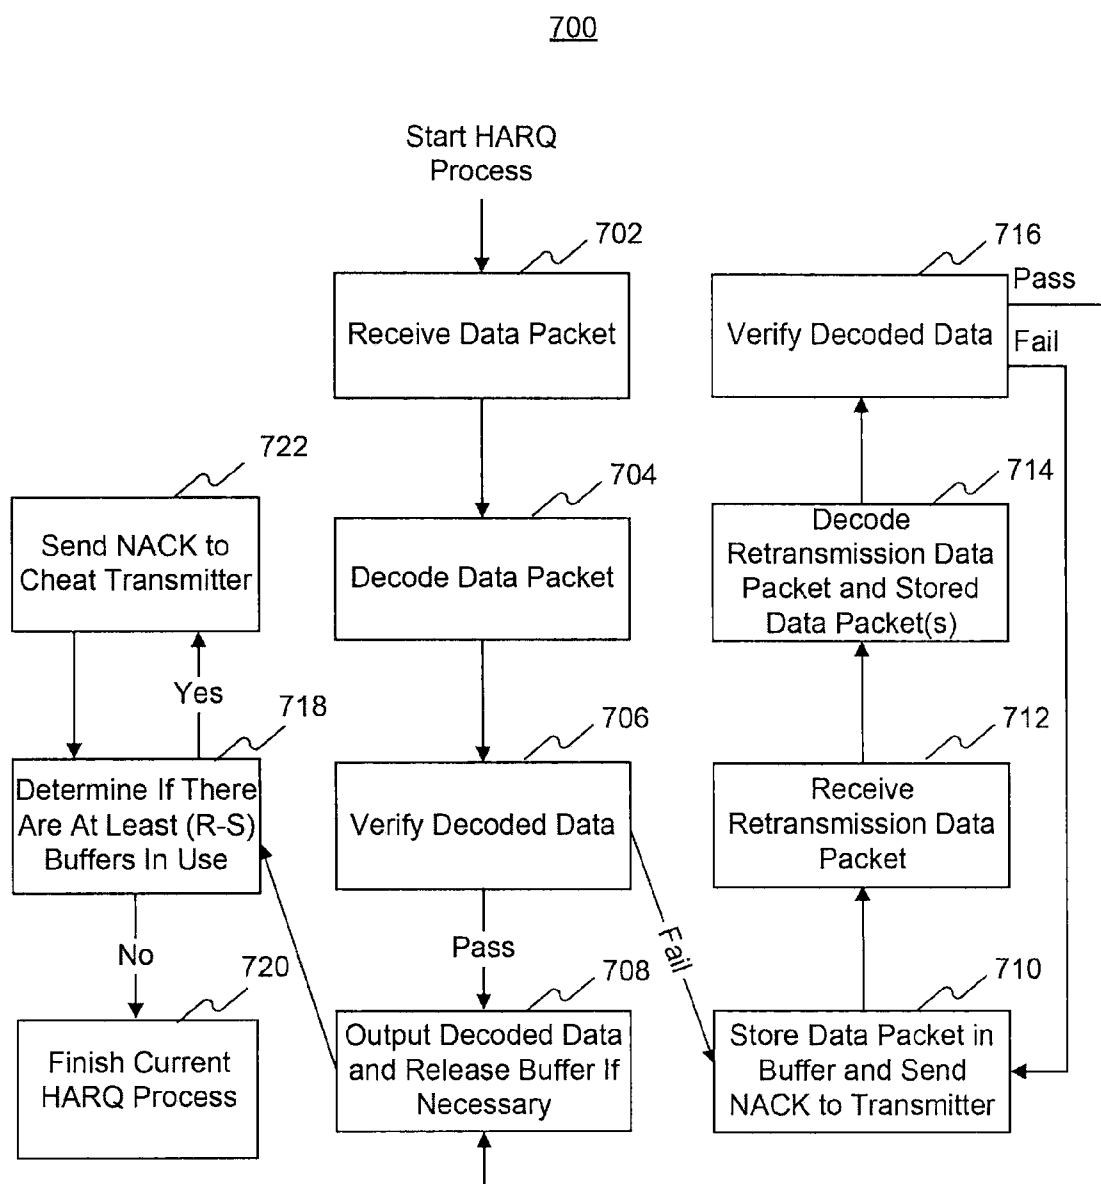 700
Start HARQ
Process
702
Receive Data Packet
704
Decode Data Packet
706
Verify Decoded Data
Pass
Fail
708
Output Decoded Data
and Release Buffer If
Necessary
710
Store Data Packet in
Buffer and Send
NACK to Transmitter
712
Receive
Retransmission Data
Packet
714
Decode
Retransmission Data
Packet and Stored
Data Packet(s)
716
Verify Decoded Data
Pass
Fail
718
Determine If There
Are At Least (R-S)
Buffers In Use
Yes
No
720
Finish Current
HARQ Process
722
Send NACK to
Cheat Transmitter